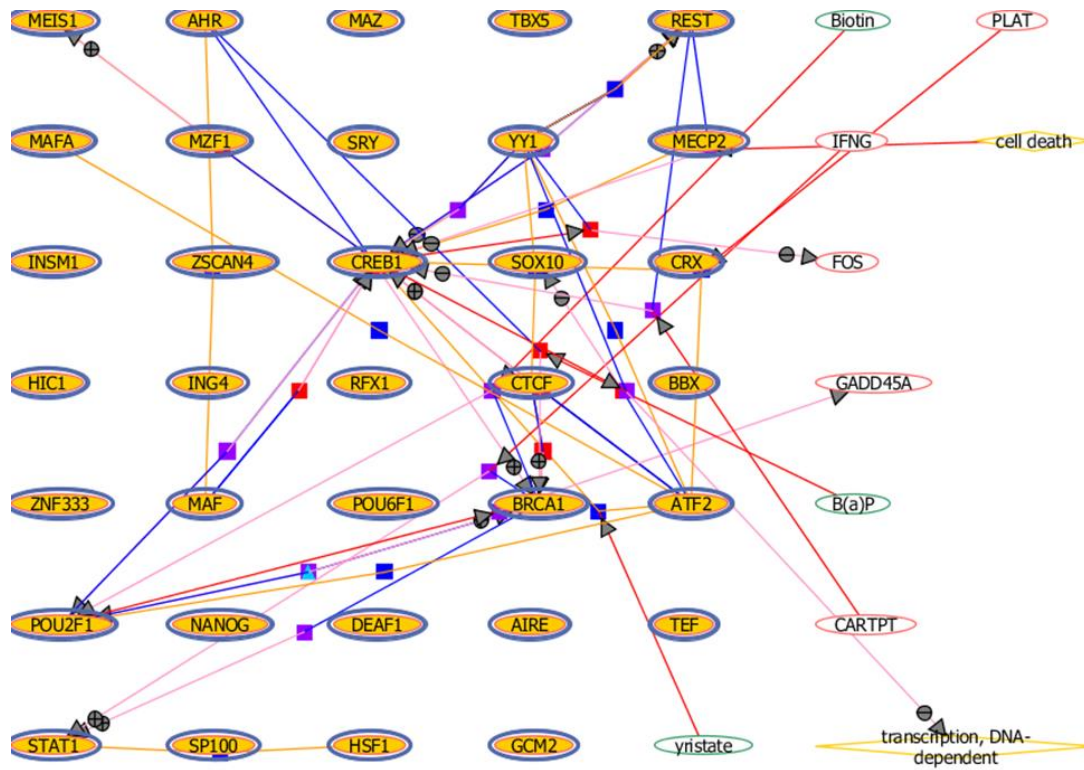 MEIS1 AHR MAZ TBX5 REST Biotin PLAT
MAFA MZF1 SRY YY1 MECP2 IFNG cell death
INSM1 ZSCAN4 CREB1 SOX10 CRX FOS
HIC1 ING4 RFX1 CTCF BBX GADD45A
ZNF333 MAF POU6F1 BRCA1 ATF2 B(a)P
POU2F1 NANOG DEAF1 AIRE TEF CARTPT
STAT1 SP100 HSF1 GCM2 yristate transcription, DNA-
dependent